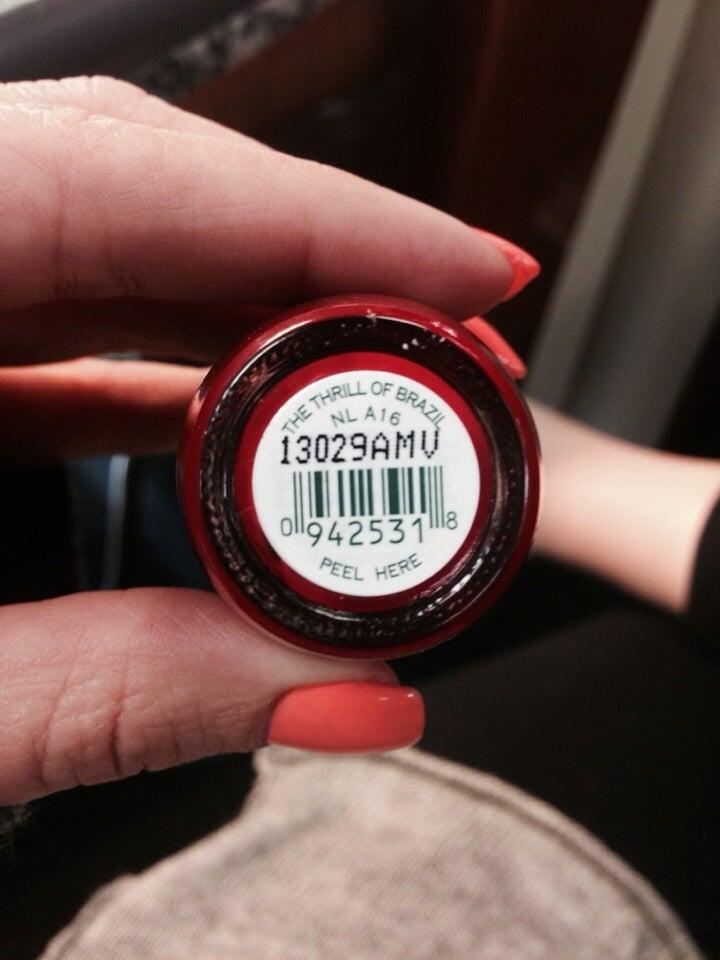 THE THRILL OF BRAZIL
NL A16
13029AMV
0 942531 8
PEEL HERE